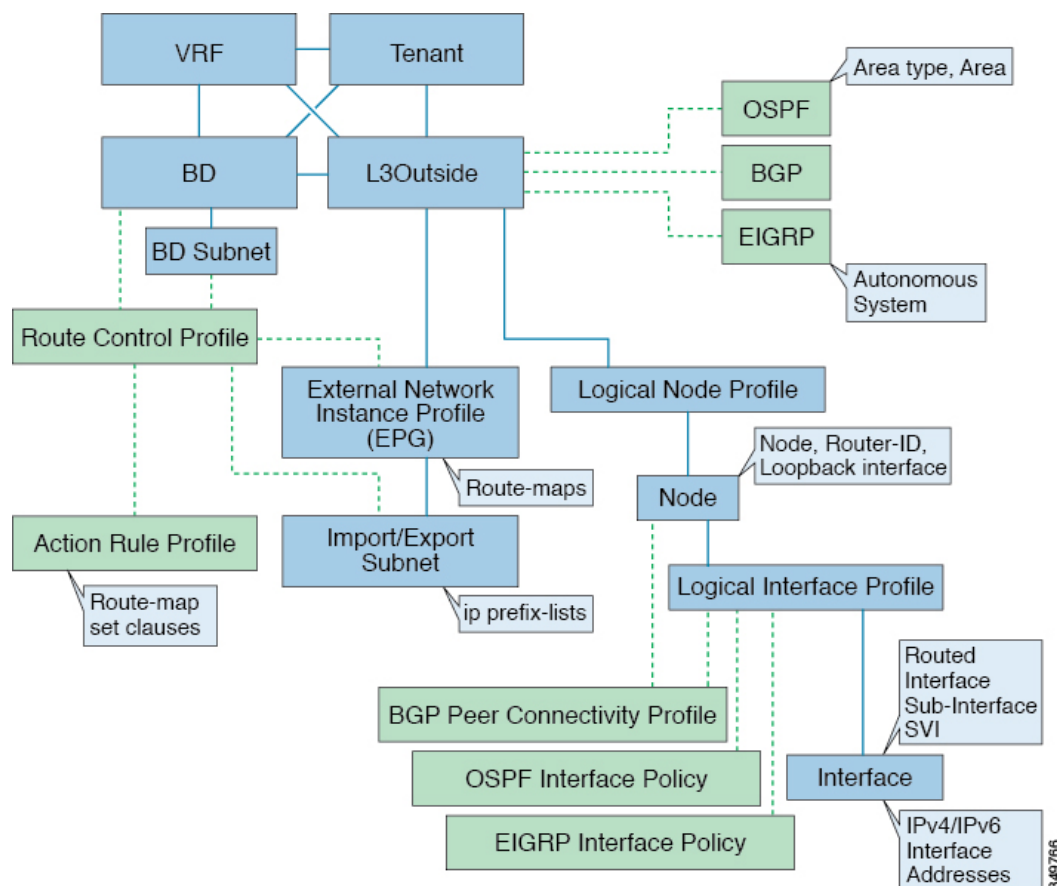 VRF
Tenant
Area type, Area
OSPF
BD
L3Outside
BGP
BD Subnet
EIGRP
Autonomous
System
Route Control Profile
External Network
Instance Profile
(EPG)
Logical Node Profile
Node, Router-ID,
Loopback interface
Route-maps
Node
Action Rule Profile
Import/Export
Subnet
Logical Interface Profile
Route-map
set clauses
ip prefix-lists
Routed
Interface
Sub-Interface
SVI
BGP Peer Connectivity Profile
OSPF Interface Policy
Interface
EIGRP Interface Policy
IPv4/IPv6
Interface
Addresses
349766